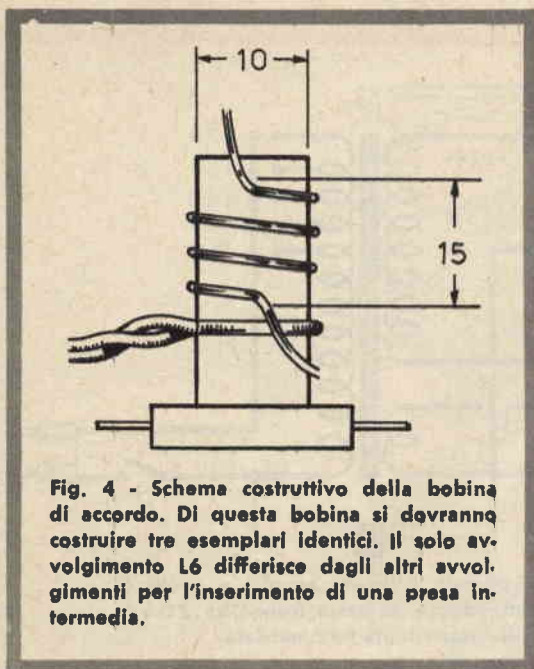 10
15
Fig. 4 - Schema costruttivo della bobina
di accordo. Di questa bobina si dovranno
costruire tre esemplari identici. Il solo av-
volgimento L6 differisce dagli altri avvol-
gimenti per l'inserimento di una presa in-
termedia.